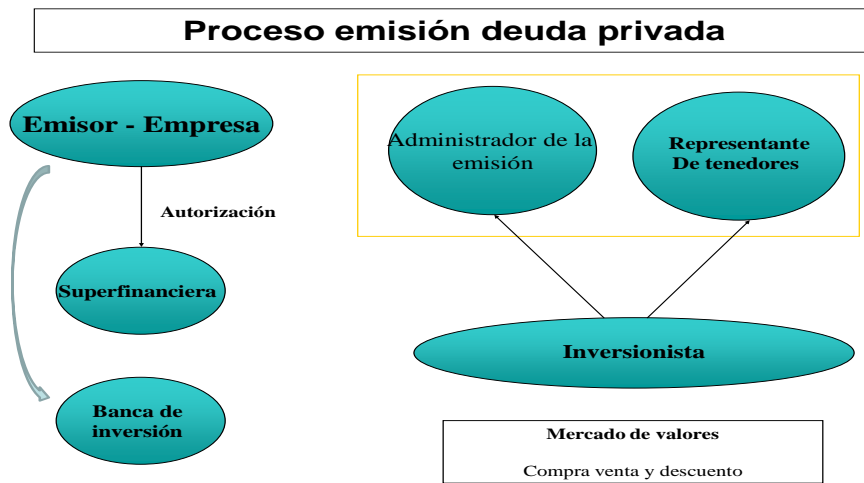 Proceso emisión deuda privada
Emisor - Empresa
Autorización
Superfinanciera
Banca de
inversión
Administrador de la
emisión
Representante
De tenedores
Inversionista
Mercado de valores
Compra venta y descuento